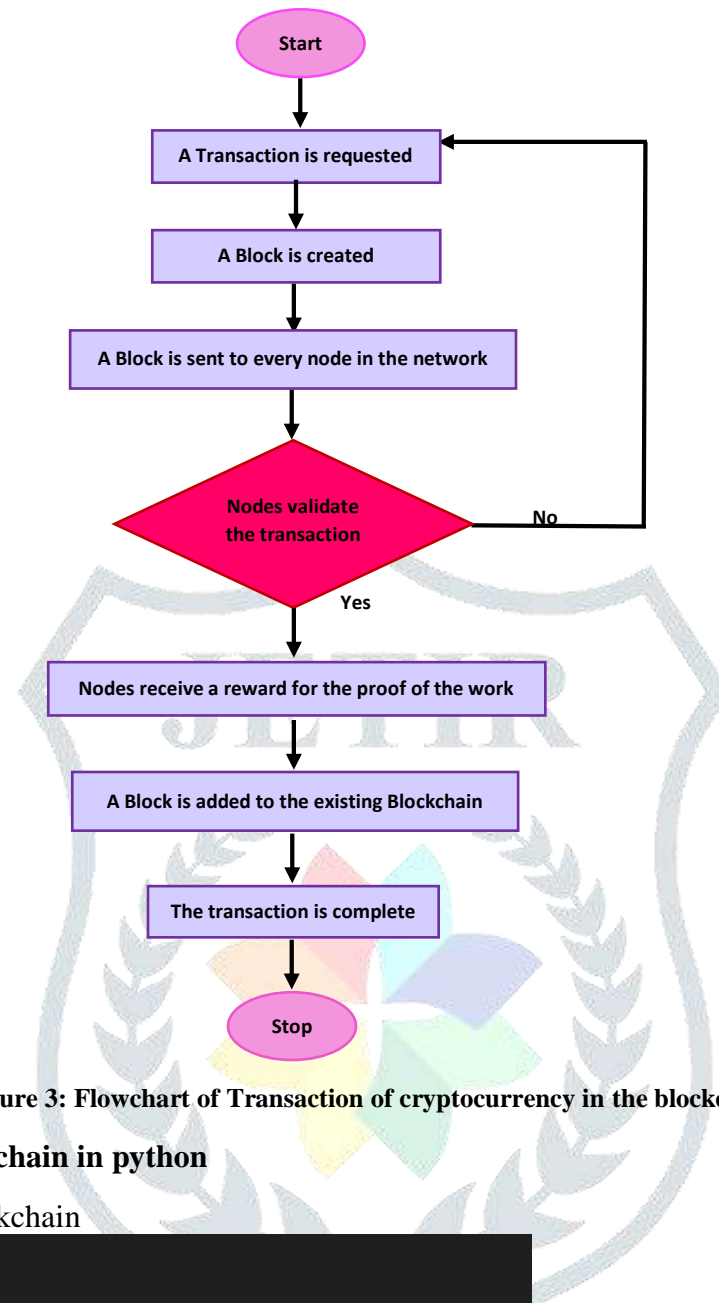 Start
A Transaction is requested
A Block is created
A Block is sent to every node in the network
Nodes validate
the transaction
No
Yes
Nodes receive a reward for the proof of the work
JETIR
A Block is added to the existing Blockchain
The transaction is complete
Stop
ure 3: Flowchart of Transaction of cryptocurrency in the blockc
chain in python
kchain